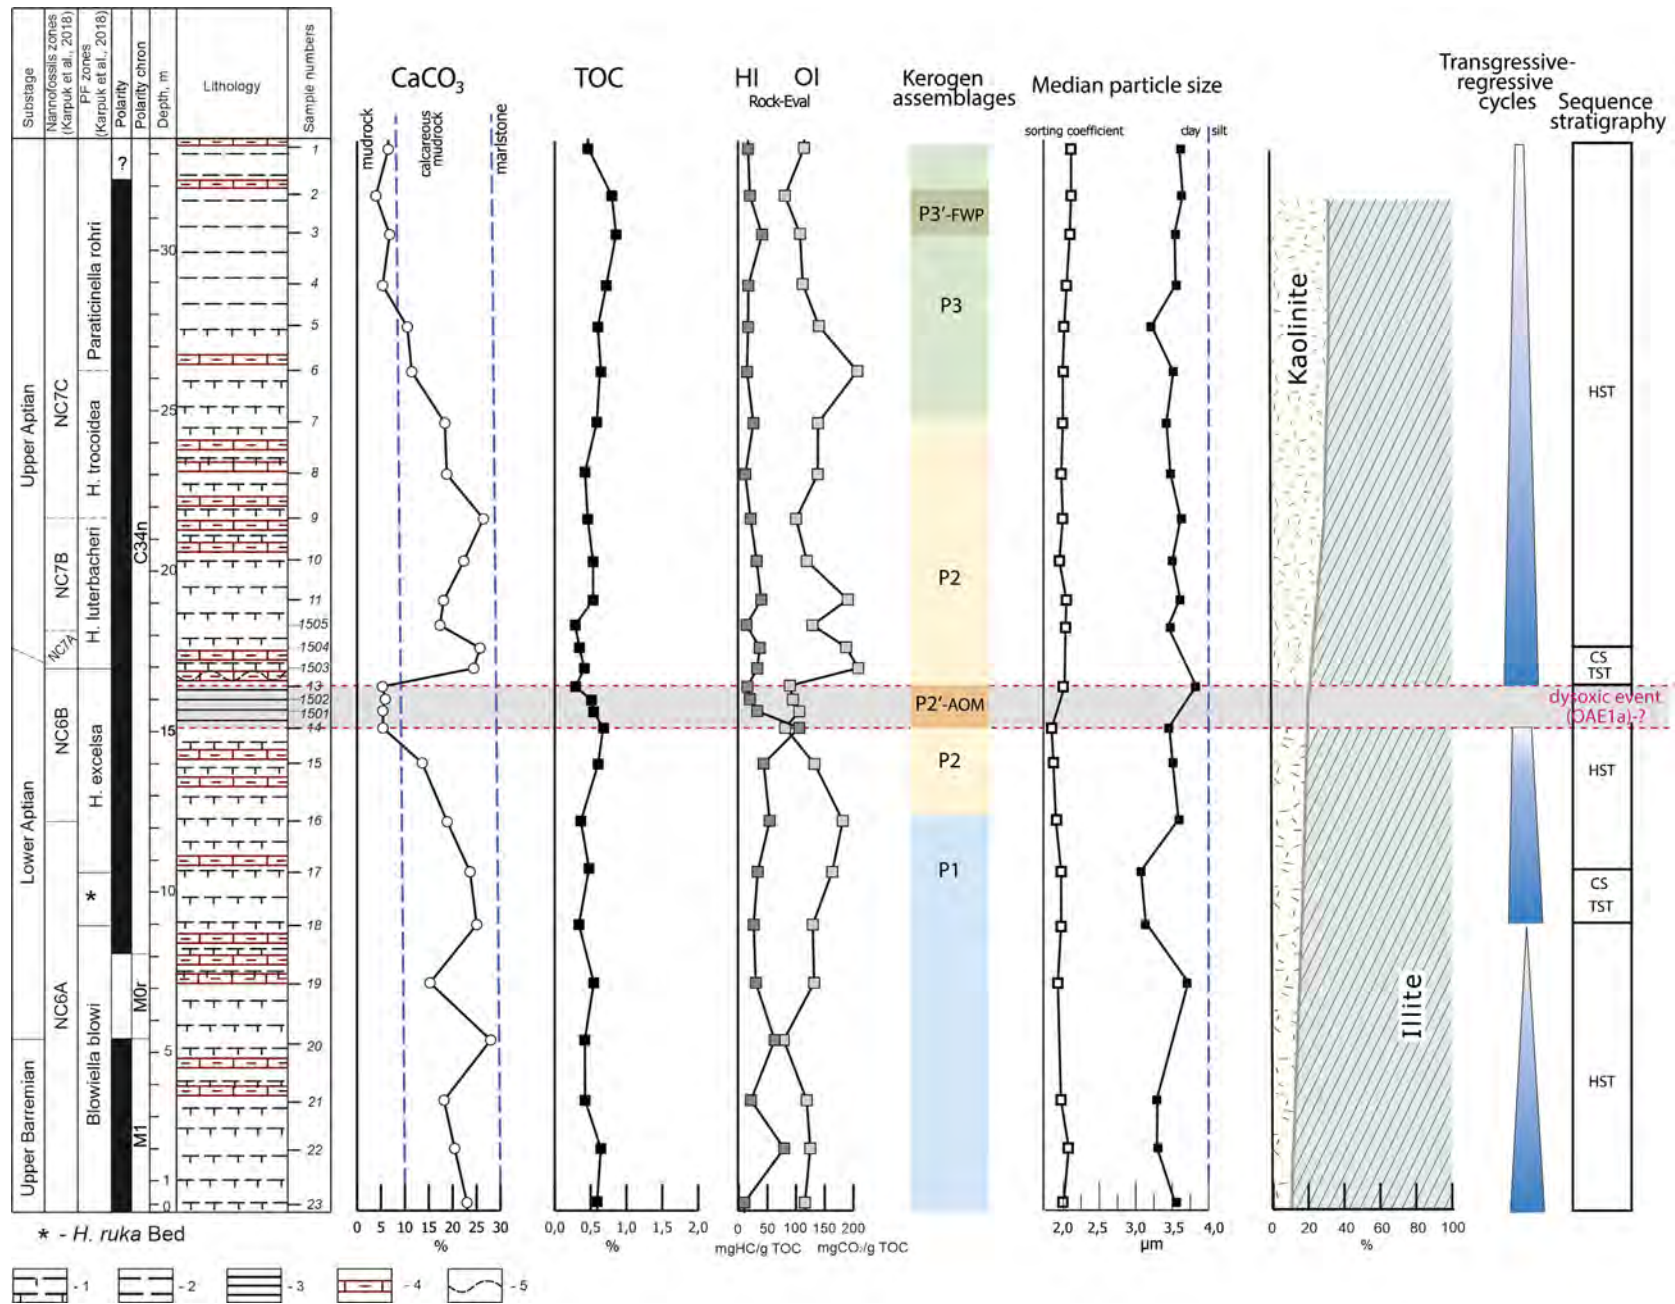 Substage
Nannofossils zones
(Karpuk et al., 2018)
PF zones
(Karpuk et al., 2018)
Polarity
Polarity chron
Depth, m
Lithology
Sample numbers
CaCO3
mudrock
calcareous
mudrock
marlstone
TOC
HI OI
Rock-Eval
Kerogen
assemblages
Median particle size
sorting coefficient
clay
silt
Transgressive-
regressive
cycles
Sequence
stratigraphy
Upper Aptian
Lower Aptian
Upper Barremian
NC7C
NC7B
NC7A
NC6B
NC6A
Paraticinella rohri
H. trocoidea
H. luterbacheri
H. excelsa
*
Blowiella blowi
?
C34n
M0r
M1
30
25
20
15
10
5
1
0
1
2
3
4
5
6
7
8
9
10
11
1505
1504
1503
13
1502
1501
14
15
16
17
18
19
20
21
22
23
P3'-FWP
P3
P2
P2'-AOM
P2
P1
Kaolinite
Illite
HST
CS
TST
dysoxic event
(OAE1a)-?
HST
CS
TST
HST
0 5 10 20 25 30
%
0 0,5 1,0 1,5 2,0
%
0 50 100 150 200
mgHC/g TOC mgCO2/g TOC
2,0 2,5 3,0 3,5 4,0
µm
0 20 40 60 80 100
%
* - H. ruka Bed
- 1
- 2
- 3
- 4
- 5